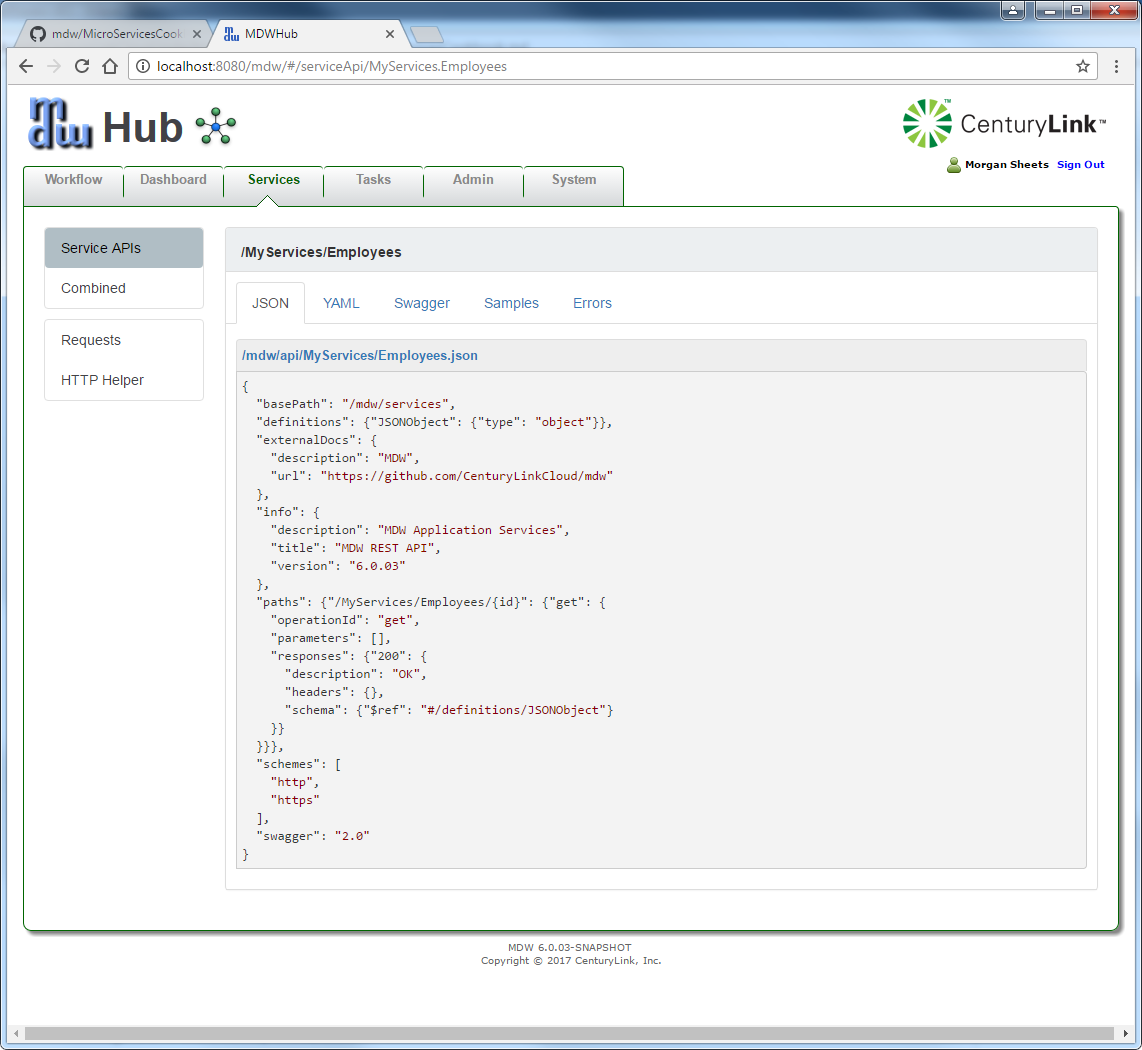 mdw/MicroServicesCook
MDWHub
localhost:8080/mdw/#/serviceApi/MyServices.Employees
mdw Hub
CenturyLink™
Morgan Sheets Sign Out
Workflow Dashboard Services Tasks Admin System
Service APIs
Combined
Requests
HTTP Helper
/MyServices/Employees
JSON YAML Swagger Samples Errors
/mdw/api/MyServices/Employees.json
{
  "basePath": "/mdw/services",
  "definitions": {"JSONObject": {"type": "object"}},
  "externalDocs": {
    "description": "MDW",
    "url": "https://github.com/CenturyLinkCloud/mdw"
  },
  "info": {
    "description": "MDW Application Services",
    "title": "MDW REST API",
    "version": "6.0.03"
  },
  "paths": {"/MyServices/Employees/{id}": {"get": {
    "operationId": "get",
    "parameters": [],
    "responses": {"200": {
      "description": "OK",
      "headers": {},
      "schema": {"$ref": "#/definitions/JSONObject"}
    }}
  }}},
  "schemes": [
    "http",
    "https"
  ],
  "swagger": "2.0"
}
MDW 6.0.03-SNAPSHOT
Copyright © 2017 CenturyLink, Inc.